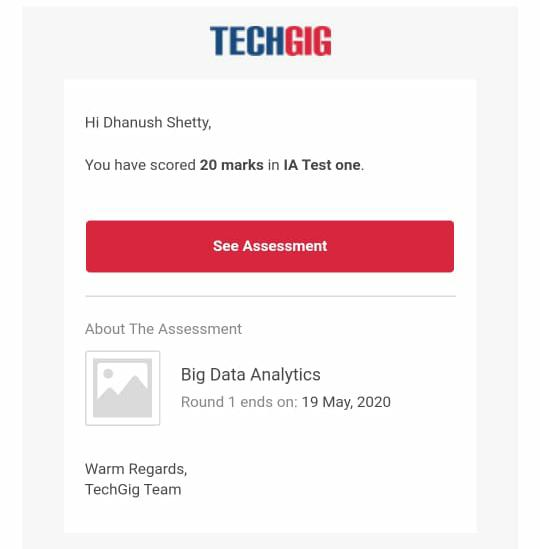 TECHGIG
Hi Dhanush Shetty,
You have scored 20 marks in IA Test one.
See Assessment
About The Assessment
Big Data Analytics
Round 1 ends on: 19 May, 2020
Warm Regards,
TechGig Team